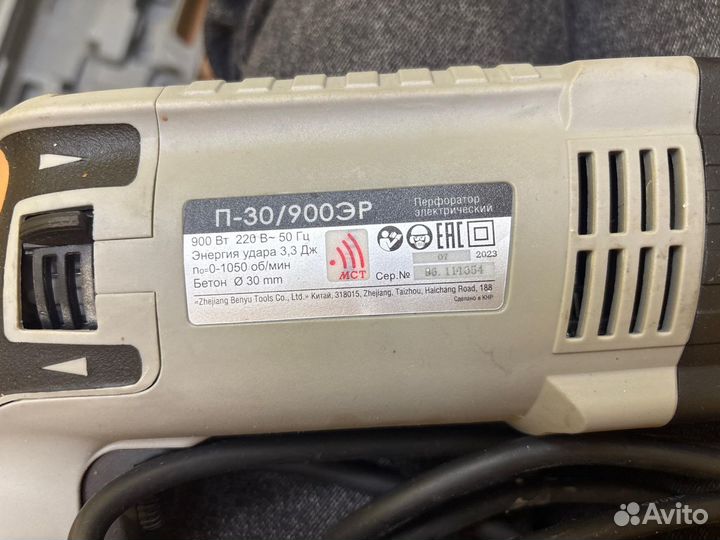 П-30/900ЭР
Перфоратор
электрический
900 Вт 220 В~ 50 Гц
Энергия удара 3,3 Дж
n₀=0-1050 об/мин
Бетон Ø 30 mm
МСТ
EAC
07 2023
Сер.№ 96. 114354
«Zhejiang Benyu Tools Co., Ltd.» Китай, 318015, Zhejiang, Taizhou, Haichang Road, 188
Сделано в КНР
Avito